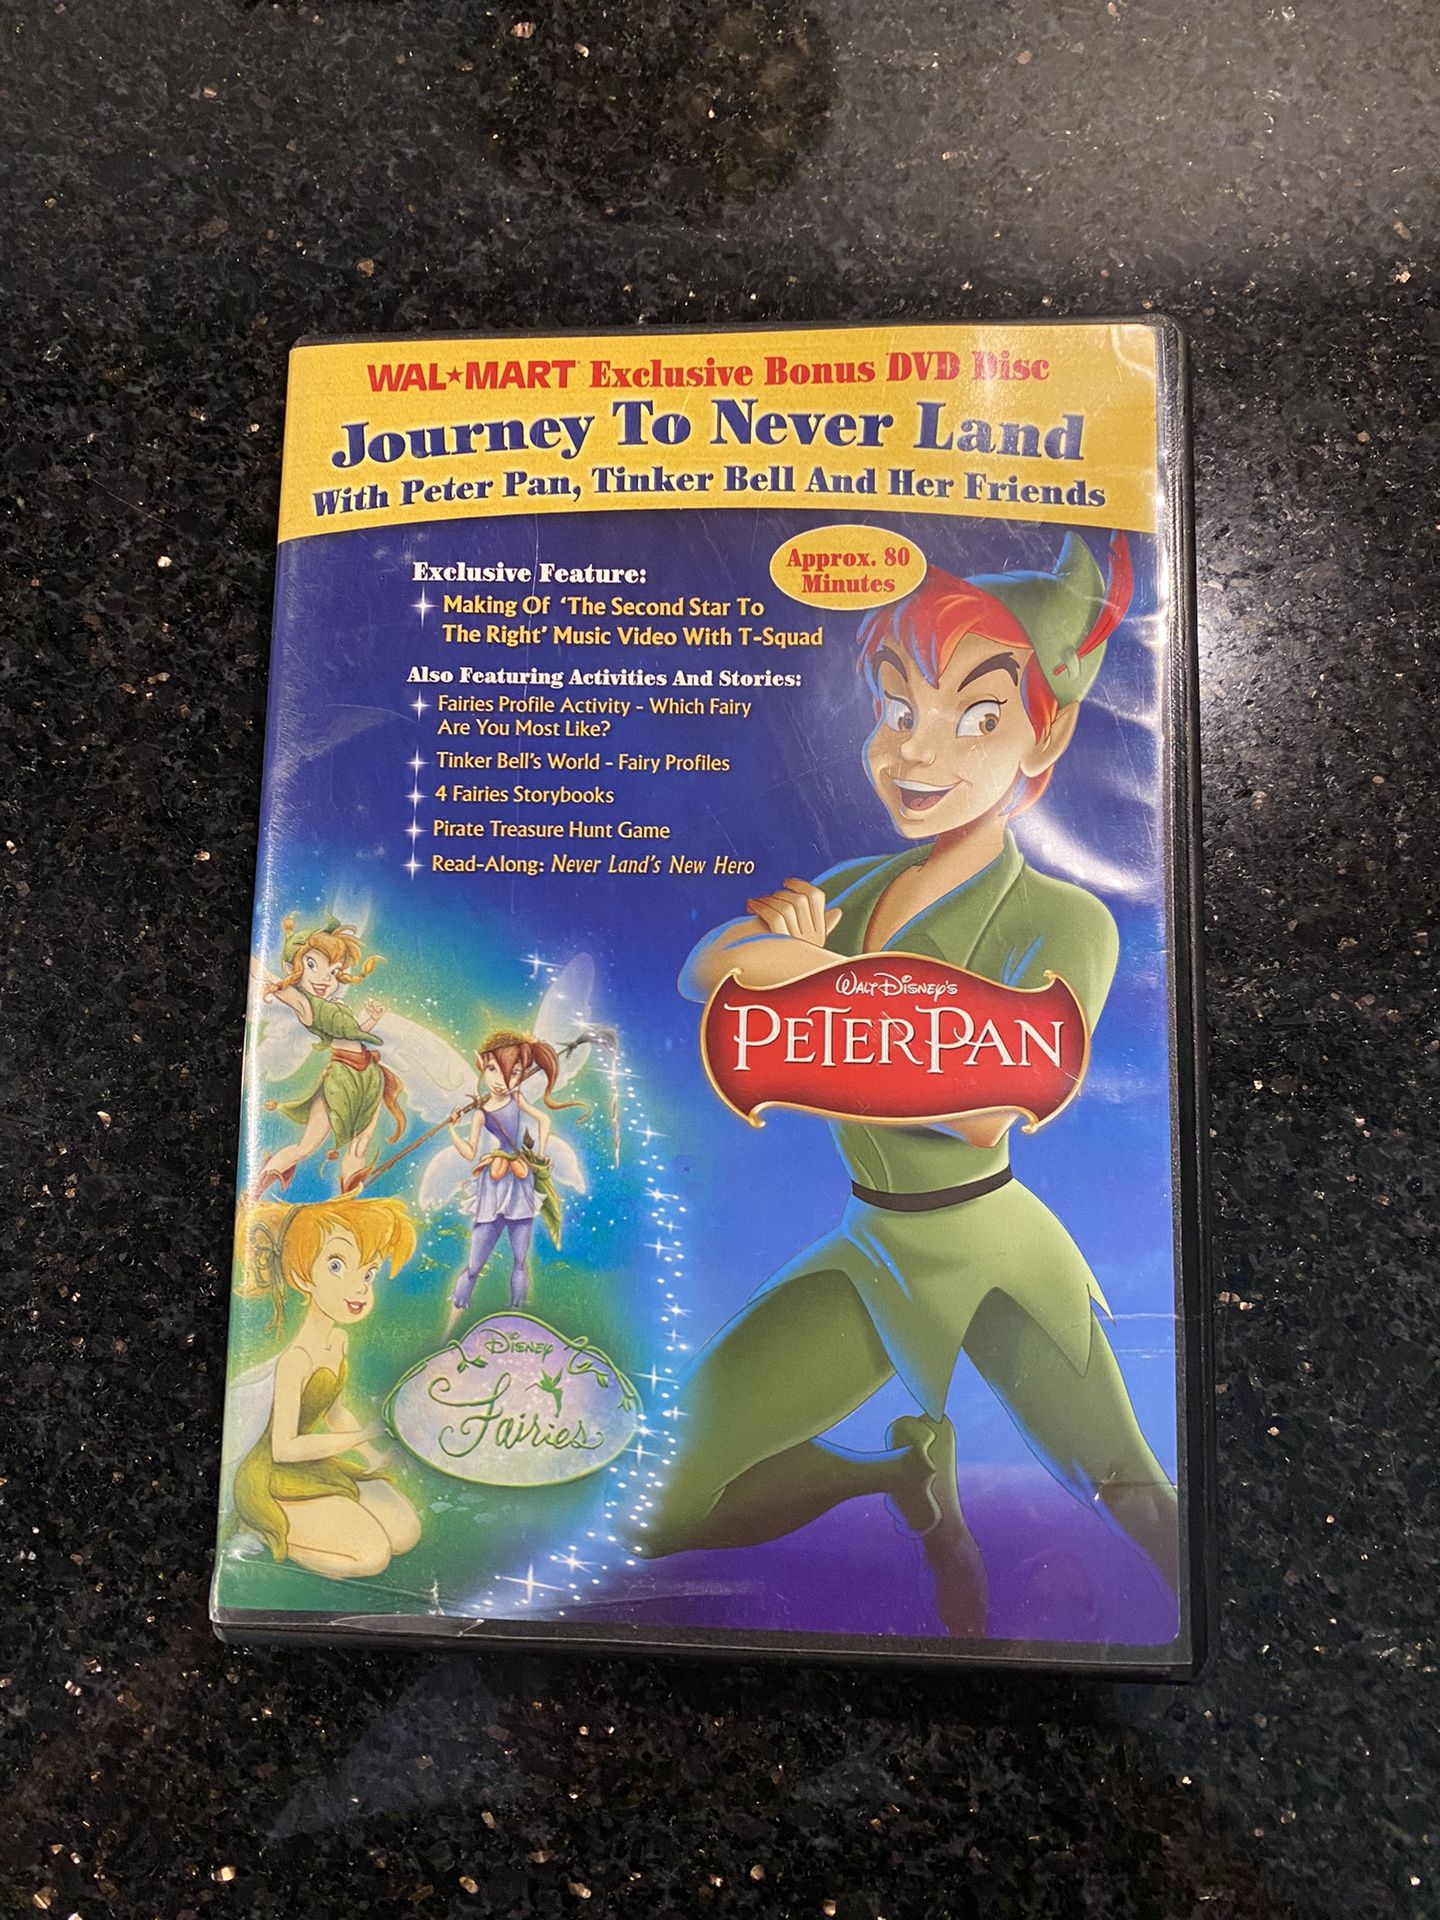 WAL★MART Exclusive Bonus DVD Disc
Journey To Never Land
With Peter Pan, Tinker Bell And Her Friends
Approx. 80
Minutes
Exclusive Feature:
Making Of ‘The Second Star To
The Right’ Music Video With T-Squad
Also Featuring Activities And Stories:
Fairies Profile Activity - Which Fairy
Are You Most Like?
Tinker Bell's World - Fairy Profiles
4 Fairies Storybooks
Pirate Treasure Hunt Game
Read-Along: Never Land's New Hero
WALT DISNEY'S
PETER PAN
DISNEY
Fairies